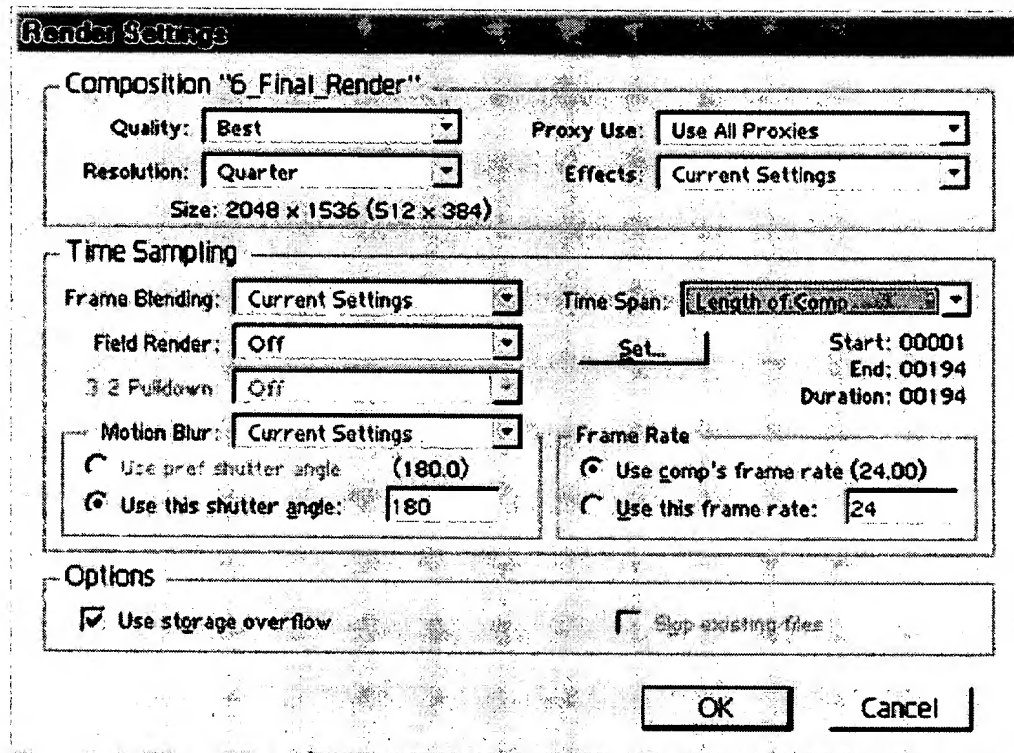 Render Settings
Composition "6_Final_Render"
Quality: Best
Proxy Use: Use All Proxies
Resolution: Quarter
Effects: Current Settings
Size: 2048 x 1536 (512 x 384)
Time Sampling
Frame Blending: Current Settings
Time Span: Length of Comp
Field Render: Off
Set...
Start: 00001
3:2 Pulldown: Off
End: 00194
Duration: 00194
Motion Blur: Current Settings
Frame Rate
Use pref shutter angle (180.0)
Use comp's frame rate (24.00)
Use this shutter angle: 180
Use this frame rate: 24
Options
Use storage overflow
Skip existing files
OK
Cancel